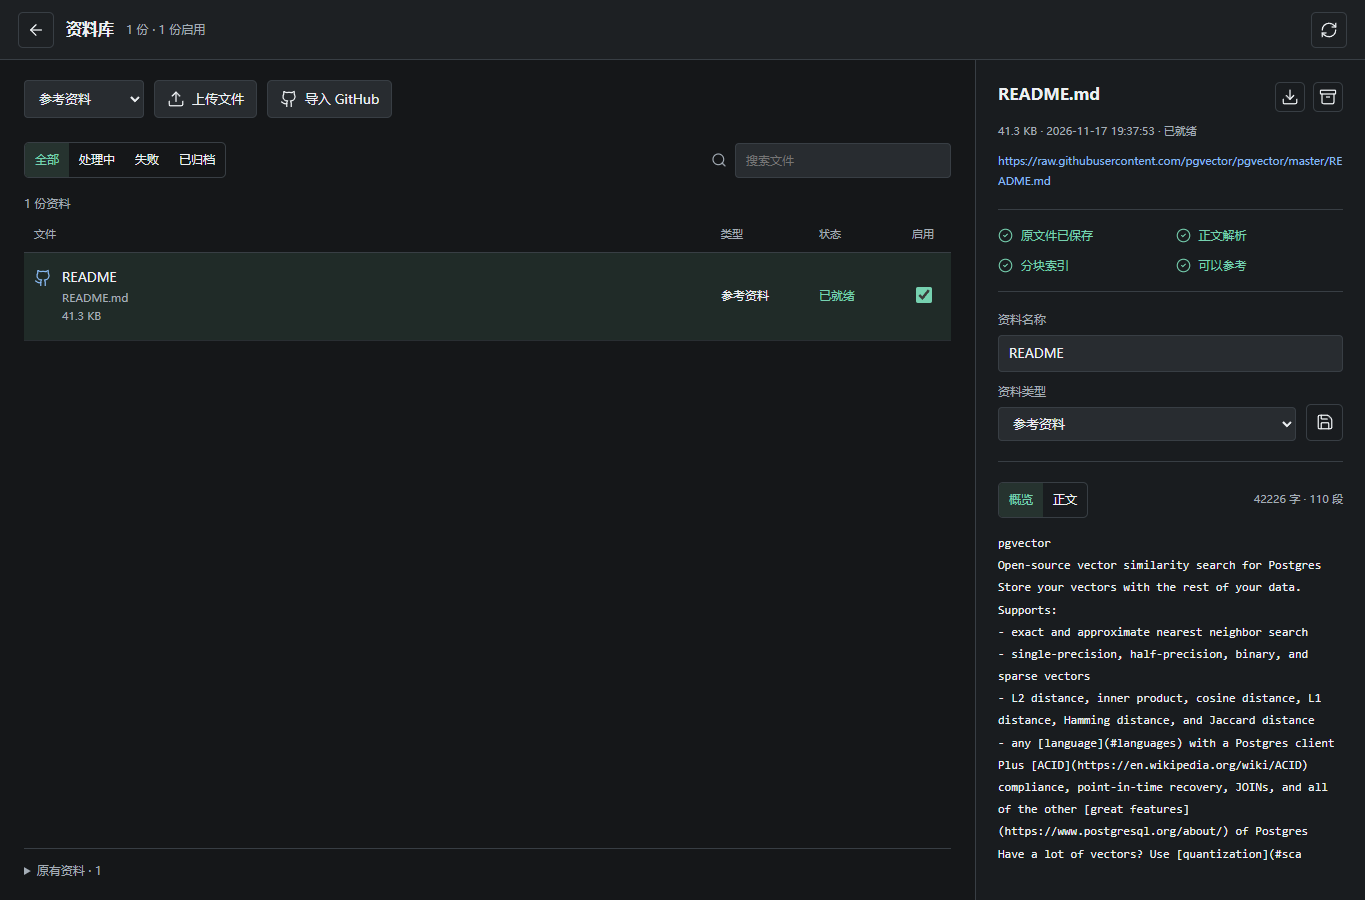 资料库 1 份 · 1 份启用
参考资料 上传文件 导入 GitHub
全部 处理中 失败 已归档 搜索文件
1 份资料
文件 类型 状态 启用
README
README.md
41.3 KB
参考资料 已就绪
原有资料 · 1
README.md
41.3 KB · 2026-11-17 19:37:53 · 已就绪
https://raw.githubusercontent.com/pgvector/pgvector/master/RE
ADME.md
原文件已保存 正文解析
分块索引 可以参考
资料名称
README
资料类型
参考资料
概览 正文 42226 字 · 110 段
pgvector
Open-source vector similarity search for Postgres
Store your vectors with the rest of your data.
Supports:
- exact and approximate nearest neighbor search
- single-precision, half-precision, binary, and
sparse vectors
- L2 distance, inner product, cosine distance, L1
distance, Hamming distance, and Jaccard distance
- any [language](#languages) with a Postgres client
Plus [ACID](https://en.wikipedia.org/wiki/ACID)
compliance, point-in-time recovery, JOINs, and all
of the other [great features]
(https://www.postgresql.org/about/) of Postgres
Have a lot of vectors? Use [quantization](#sca